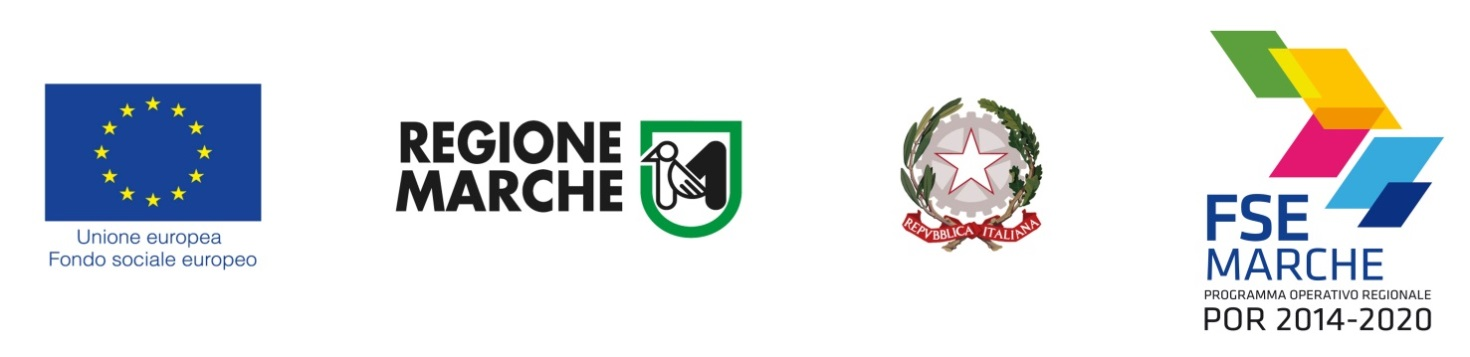 Unione europea
Fondo sociale europeo
REGIONE
MARCHE
REPVBBLICA ITALIANA
FSE
MARCHE
PROGRAMMA OPERATIVO REGIONALE
POR 2014-2020